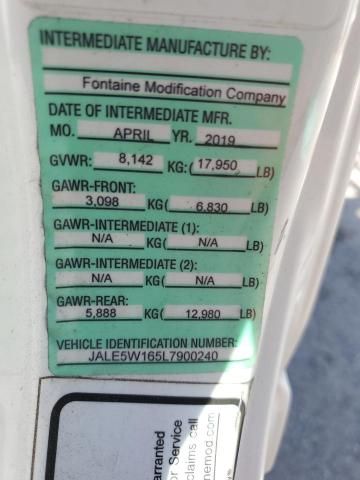 INTERMEDIATE MANUFACTURE BY:
Fontaine Modification Company
DATE OF INTERMEDIATE MFR.
MO. APRIL YR. 2019
GVWR: 8,142 KG: (17,950 LB)
GAWR-FRONT:
3,098 KG ( 6,830 LB)
GAWR-INTERMEDIATE (1):
N/A KG ( N/A LB)
GAWR-INTERMEDIATE (2):
N/A KG ( N/A LB)
GAWR-REAR:
5,888 KG ( 12,980 LB)
VEHICLE IDENTIFICATION NUMBER:
JALE5W165L7900240
arranted
or Service
claims call
nemod.com